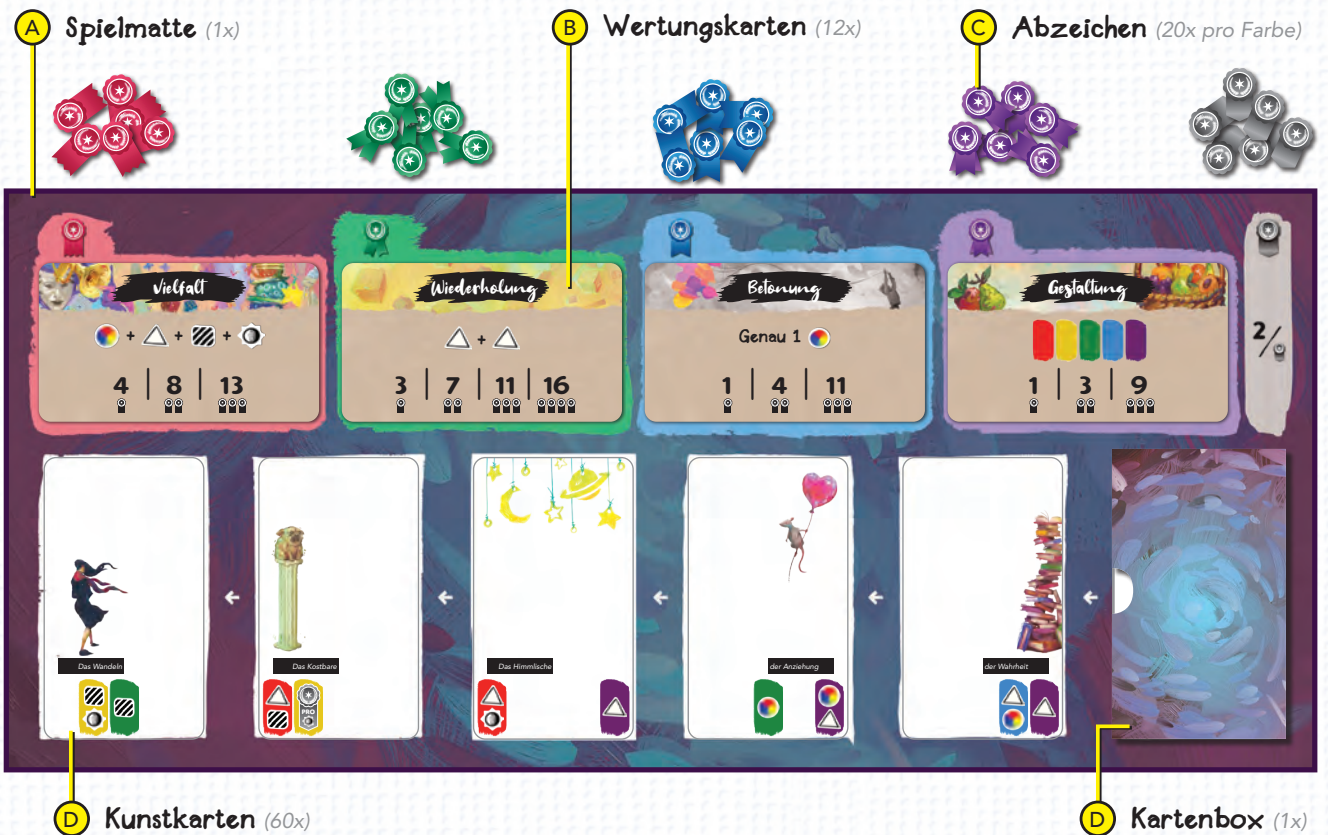 A Spielmatte (1x)
B Wertungskarten (12x)
C Abzeichen (20x pro Farbe)
Vielfalt
+ + +
4 | 8 | 13
Wiederholung
+
3 | 7 | 11 | 16
Betonung
Genau 1
1 | 4 | 11
Gestaltung
1 | 3 | 9
2/
Das Wandeln
Das Kostbare
PRO
Das Himmlische
der Anziehung
der Wahrheit
D Kunstkarten (60x)
D Kartenbox (1x)